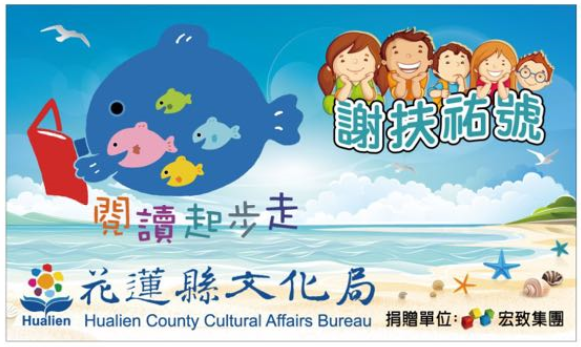 謝扶祐號
閱讀起步走
花蓮縣文化局
Hualien
Hualien County Cultural Affairs Bureau
捐贈單位: 宏致集團